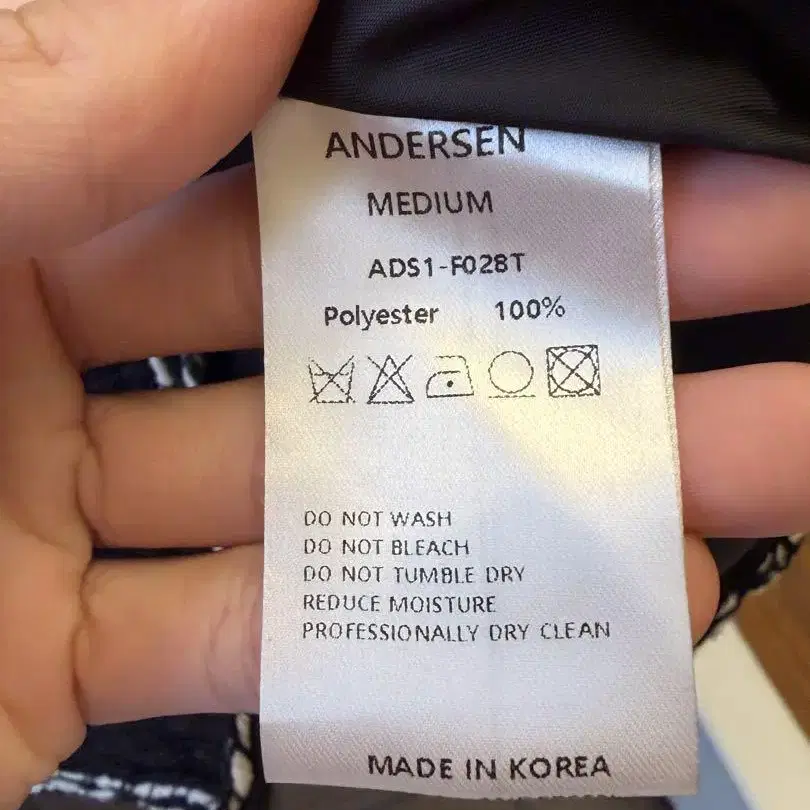 ANDERSEN
MEDIUM
ADS1-F028T
Polyester 100%
DO NOT WASH
DO NOT BLEACH
DO NOT TUMBLE DRY
REDUCE MOISTURE
PROFESSIONALLY DRY CLEAN
MADE IN KOREA